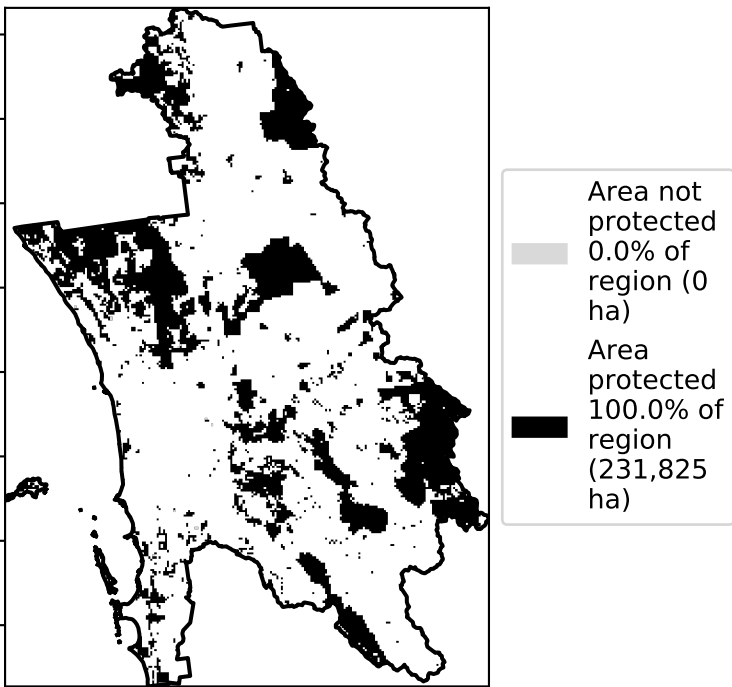 Area not
protected
0.0% of
region (0
ha)
Area
protected
100.0% of
region
(231,825
ha)